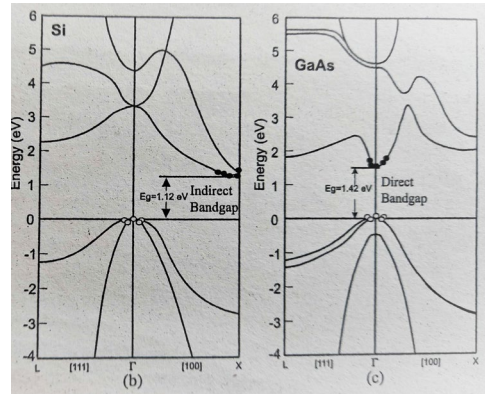 6
Si
5
4
3
2
1
0
-1
-2
-3
-4
Energy (eV)
Eg=1.12 eV
Indirect
Bandgap
L
[111]
Γ
[100]
X
(b)
6
GaAs
5
4
3
2
1
0
-1
-2
-3
-4
Energy (eV)
Eg=1.42 eV
Direct
Bandgap
L
[111]
Γ
[100]
X
(c)